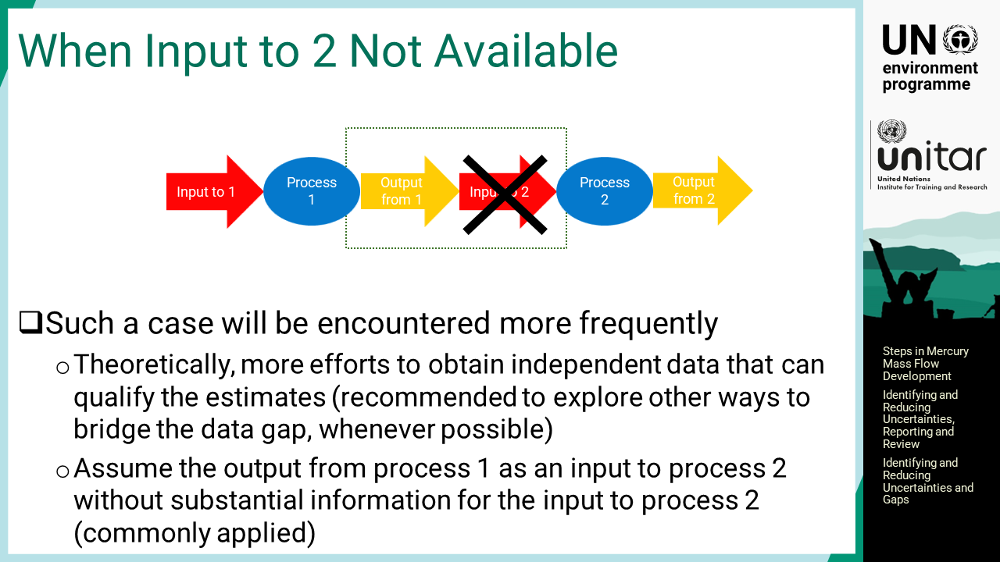 When Input to 2 Not Available
Input to 1
Process
1
Output
from 1
Input to 2
Process
2
Output
from 2
❑Such a case will be encountered more frequently
oTheoretically, more efforts to obtain independent data that can
qualify the estimates (recommended to explore other ways to
bridge the data gap, whenever possible)
oAssume the output from process 1 as an input to process 2
without substantial information for the input to process 2
(commonly applied)
UN
environment
programme
unitar
United Nations
Institute for Training and Research
Steps in Mercury
Mass Flow
Development
Identifying and
Reducing
Uncertainties,
Reporting and
Review
Identifying and
Reducing
Uncertainties and
Gaps